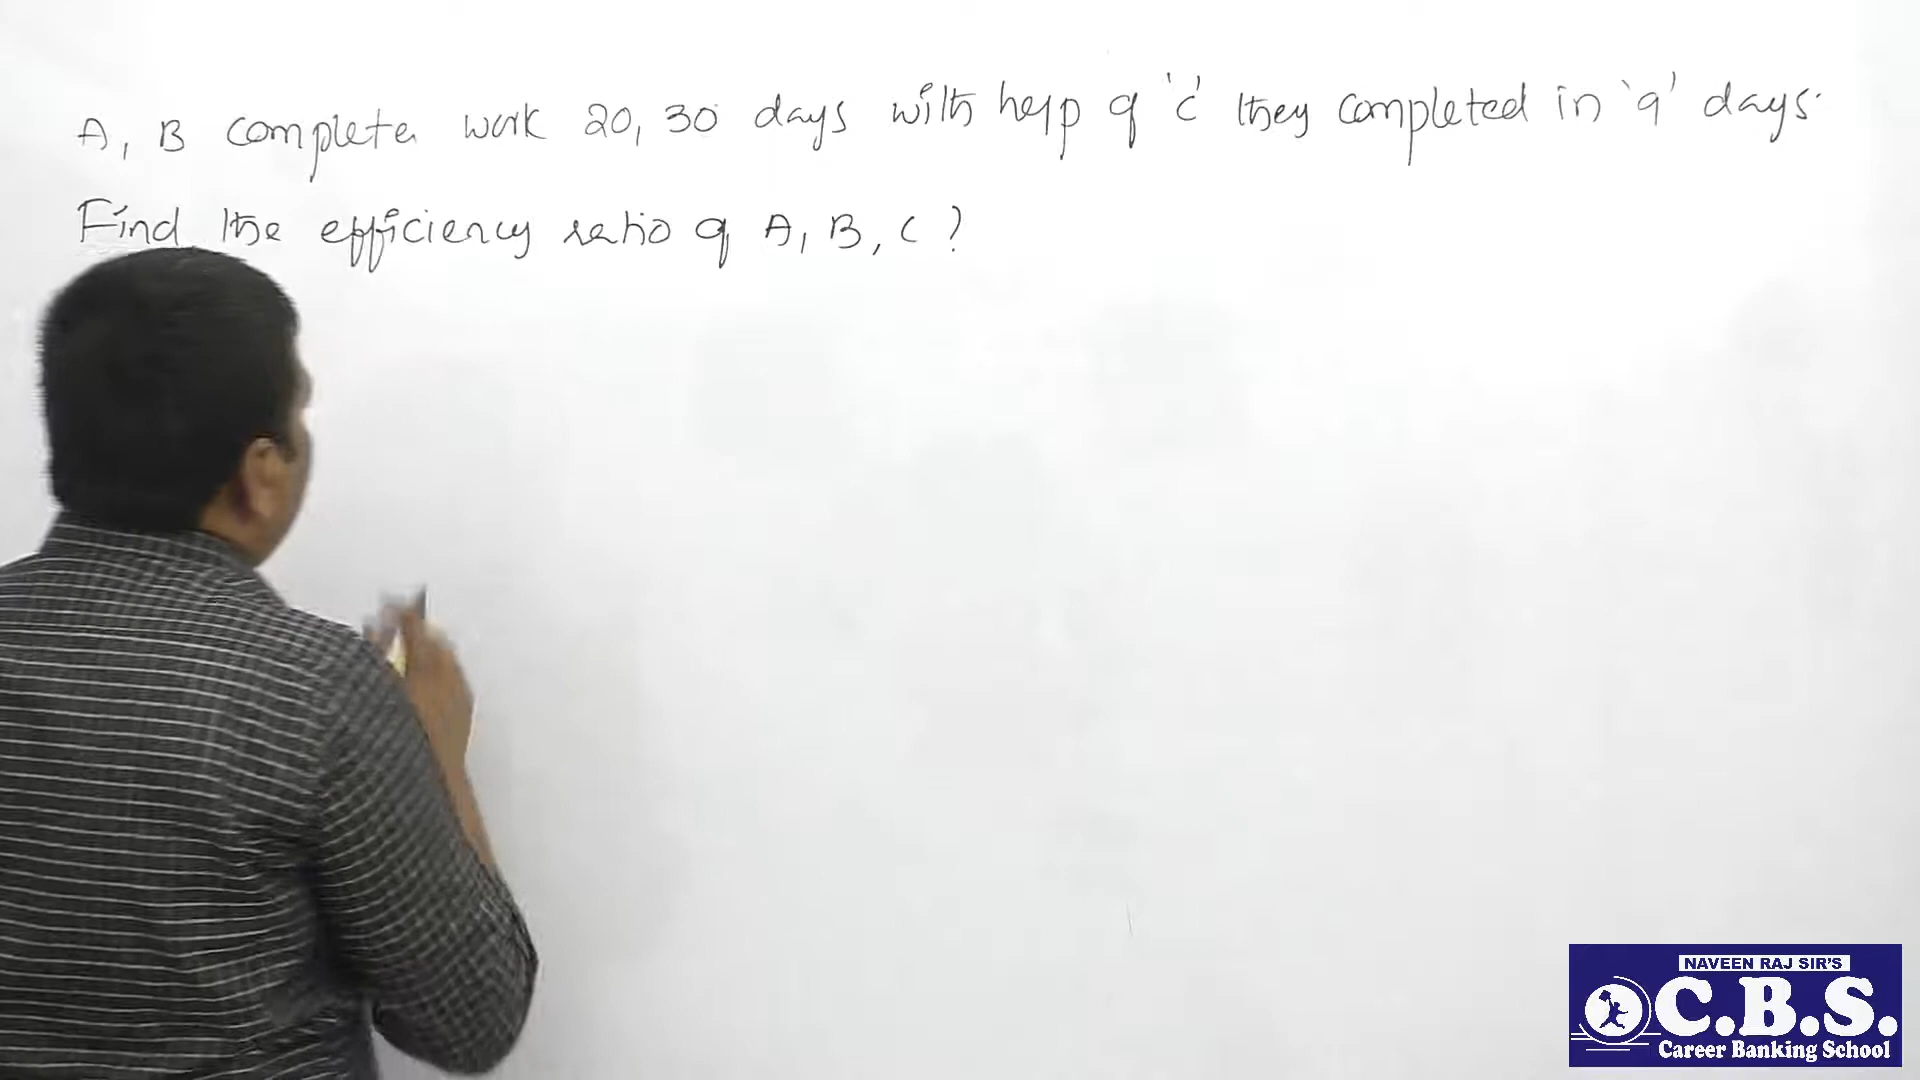 A, B complete work 20, 30 days with help of 'C' they completed in '9' days.
Find the efficiency ratio of A, B, C ?
NAVEEN RAJ SIR'S
C.B.S.
Career Banking School